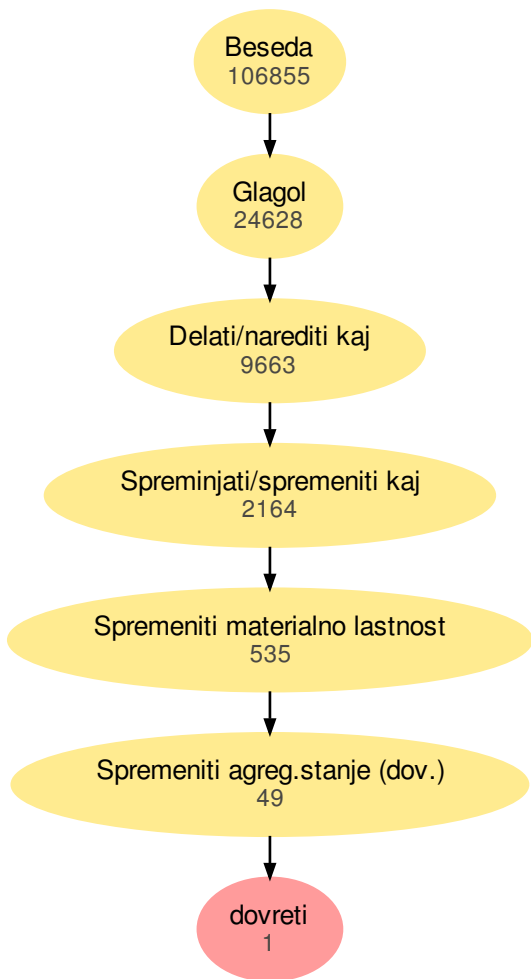 Beseda
106855
Glagol
24628
Delati/narediti kaj
9663
Spreminjati/spremeniti kaj
2164
Spremeniti materialno lastnost
535
Spremeniti agreg.stanje (dov.)
49
dovreti
1